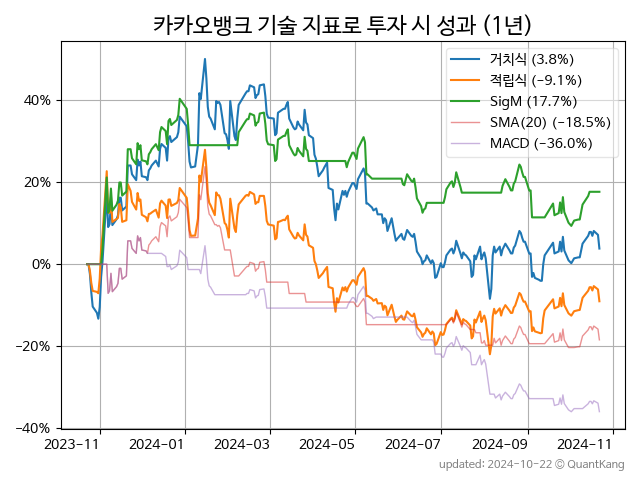 카카오뱅크 기술 지표로 투자 시 성과 (1년)
거치식 (3.8%)
적립식 (−9.1%)
SigM (17.7%)
SMA(20) (−18.5%)
MACD (−36.0%)
40%
20%
0%
−20%
−40%
2023−11 2024−01 2024−03 2024−05 2024−07 2024−09 2024−11
updated: 2024-10-22 © QuantKang